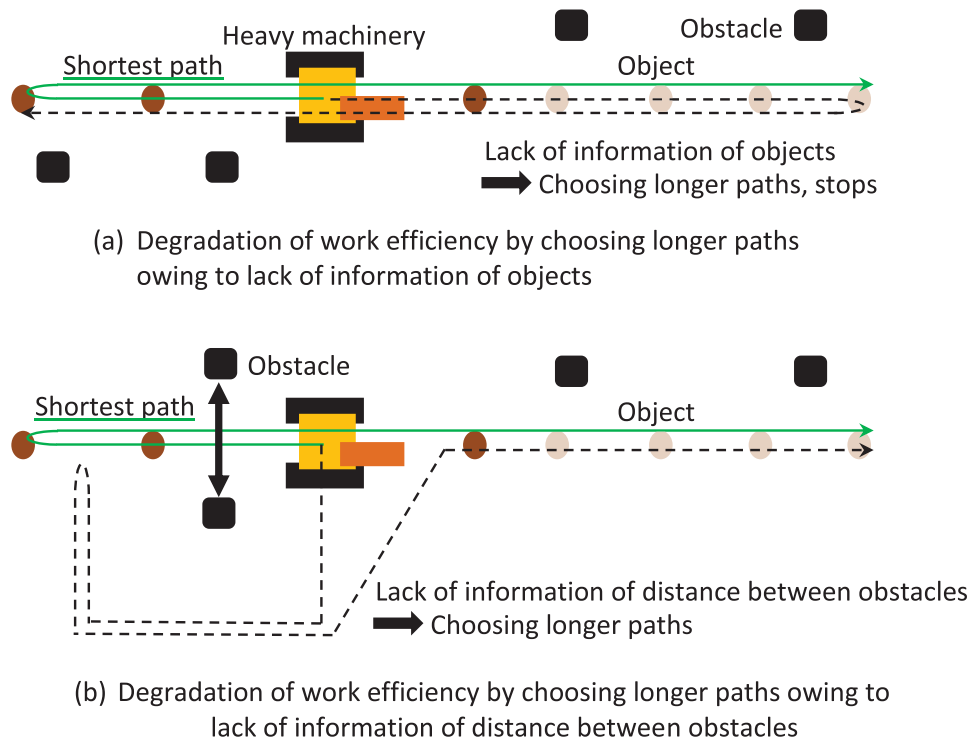 Heavy machinery
Obstacle
Shortest path
Object
Lack of information of objects
Choosing longer paths, stops
(a) Degradation of work efficiency by choosing longer paths
owing to lack of information of objects
Obstacle
Shortest path
Object
Lack of information of distance between obstacles
Choosing longer paths
(b) Degradation of work efficiency by choosing longer paths owing to
lack of information of distance between obstacles